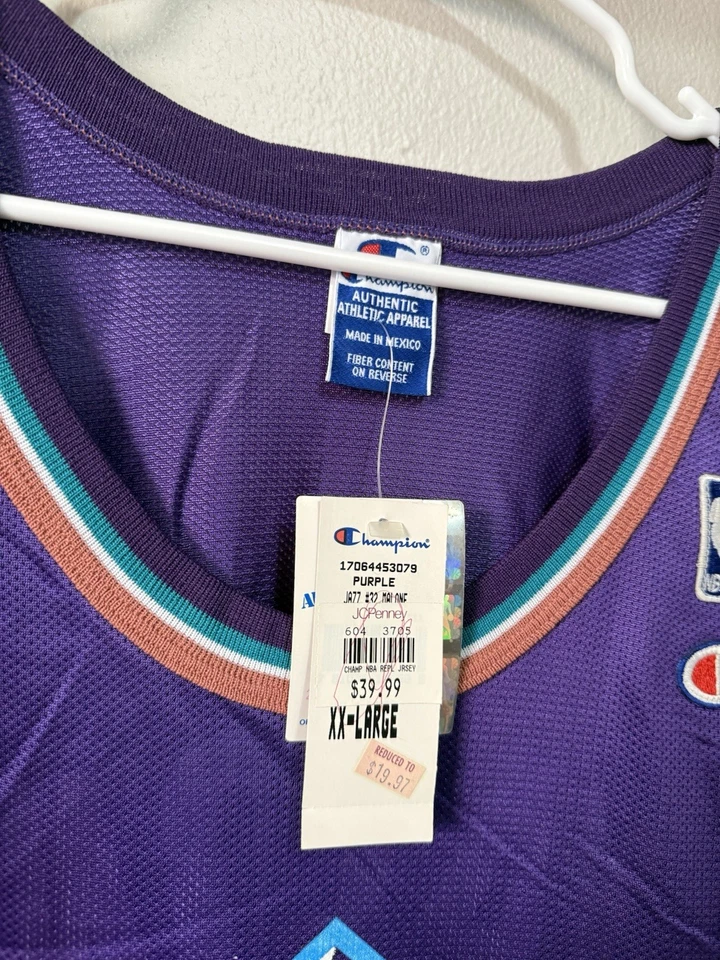 Champion®
AUTHENTIC
ATHLETIC APPAREL
MADE IN MEXICO
FIBER CONTENT
ON REVERSE
Champion
17064453079
PURPLE
JAZZ #32 MALONE
JCPenney
604 3705
CHAMP NBA REPL JRSEY
$39.99
XX-LARGE
REDUCED TO
$19.97